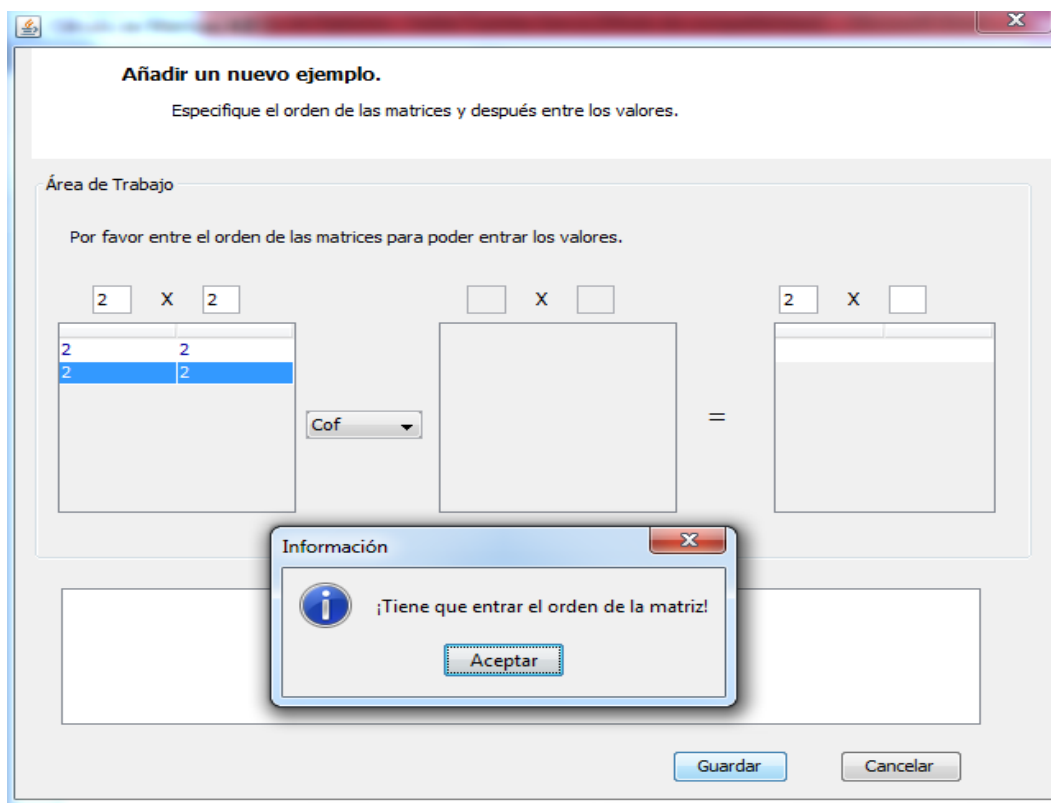 Añadir un nuevo ejemplo.
Especifique el orden de las matrices y después entre los valores.
Área de Trabajo
Por favor entre el orden de las matrices para poder entrar los valores.
2 X 2
X
2 X
2 2
2 2
Cof
=
Información
¡Tiene que entrar el orden de la matriz!
Aceptar
Guardar Cancelar